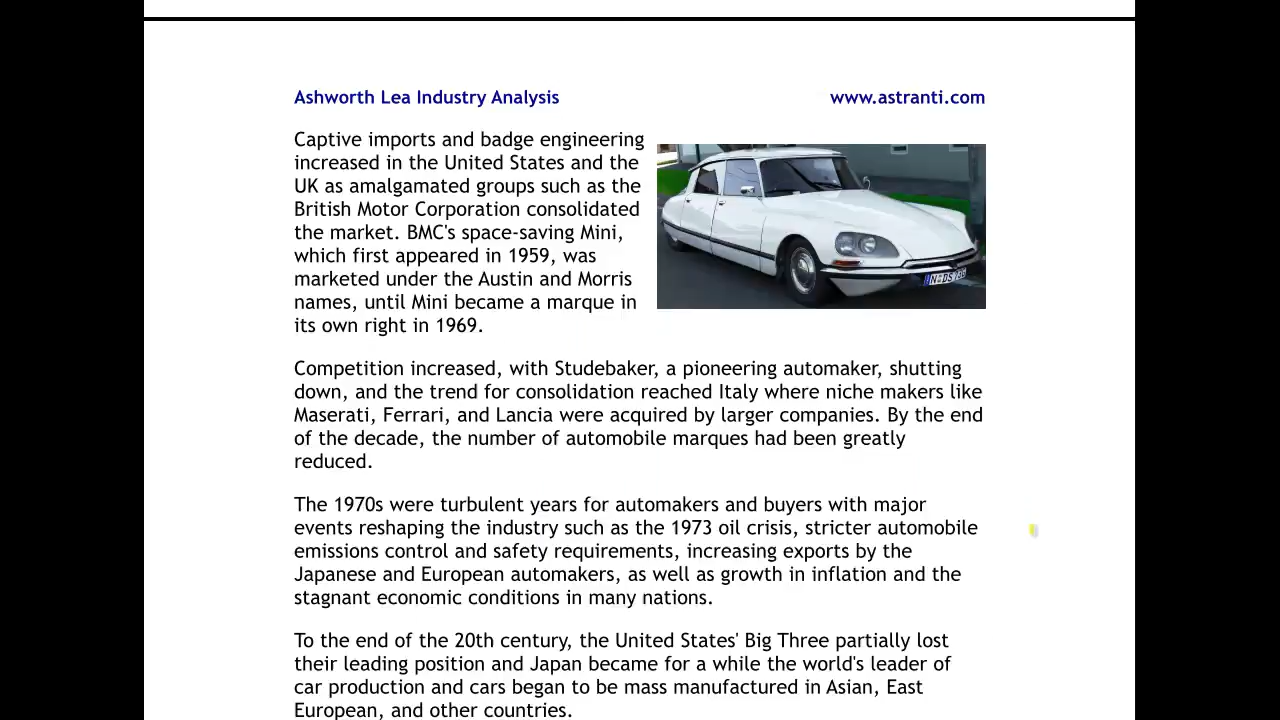 Ashworth Lea Industry Analysis www.astranti.com
Captive imports and badge engineering
increased in the United States and the
UK as amalgamated groups such as the
British Motor Corporation consolidated
the market. BMC's space-saving Mini,
which first appeared in 1959, was
marketed under the Austin and Morris
names, until Mini became a marque in
its own right in 1969.
Competition increased, with Studebaker, a pioneering automaker, shutting
down, and the trend for consolidation reached Italy where niche makers like
Maserati, Ferrari, and Lancia were acquired by larger companies. By the end
of the decade, the number of automobile marques had been greatly
reduced.
The 1970s were turbulent years for automakers and buyers with major
events reshaping the industry such as the 1973 oil crisis, stricter automobile
emissions control and safety requirements, increasing exports by the
Japanese and European automakers, as well as growth in inflation and the
stagnant economic conditions in many nations.
To the end of the 20th century, the United States' Big Three partially lost
their leading position and Japan became for a while the world's leader of
car production and cars began to be mass manufactured in Asian, East
European, and other countries.